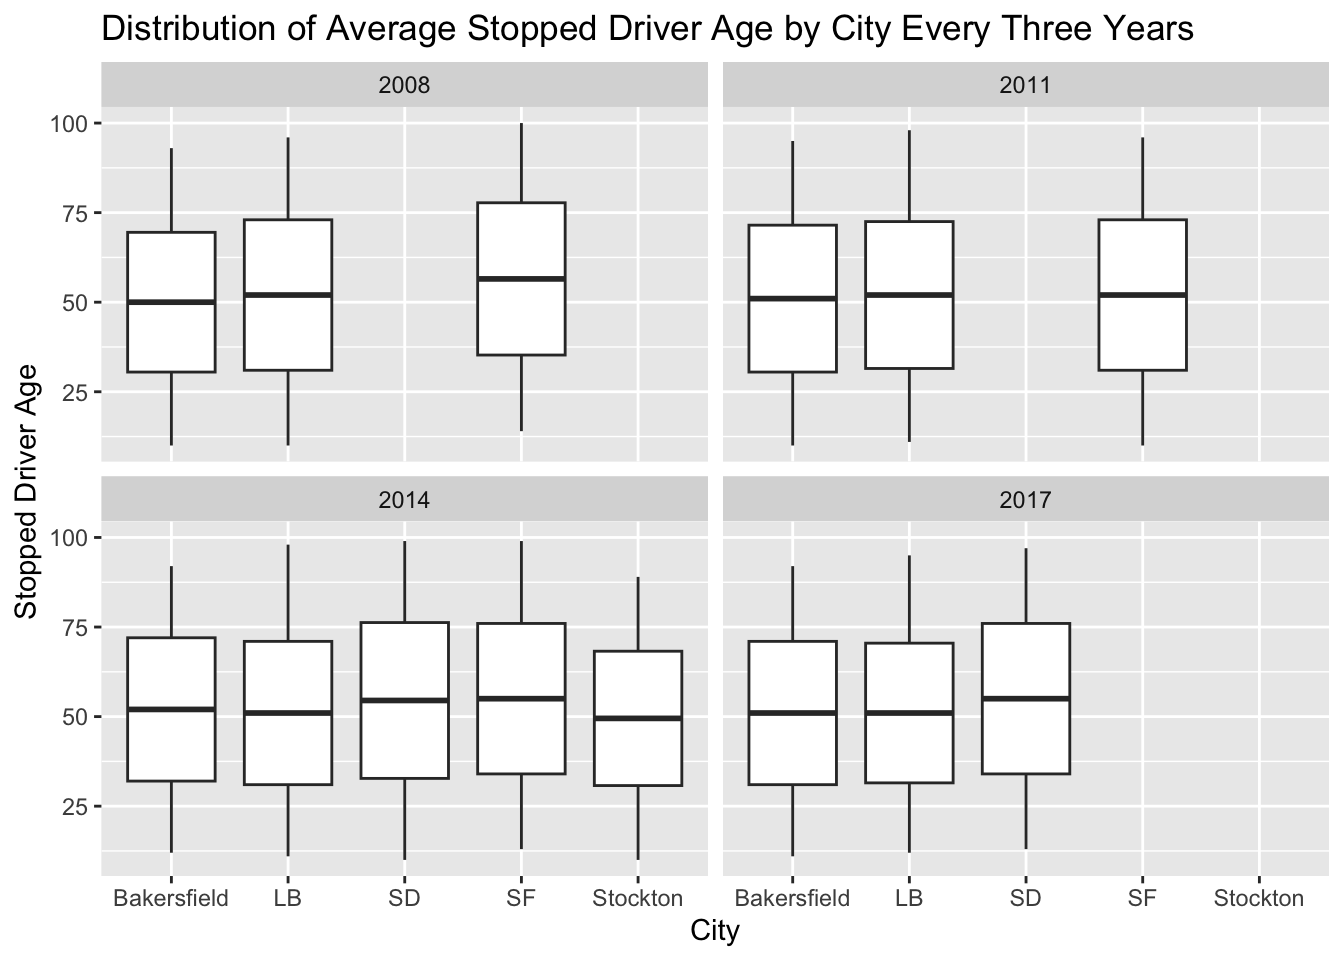 Distribution of Average Stopped Driver Age by City Every Three Years
2008
2011
100
75
50
25
2014
2017
100
75
50
25
Stopped Driver Age
Bakersfield LB SD SF Stockton
Bakersfield LB SD SF Stockton
City